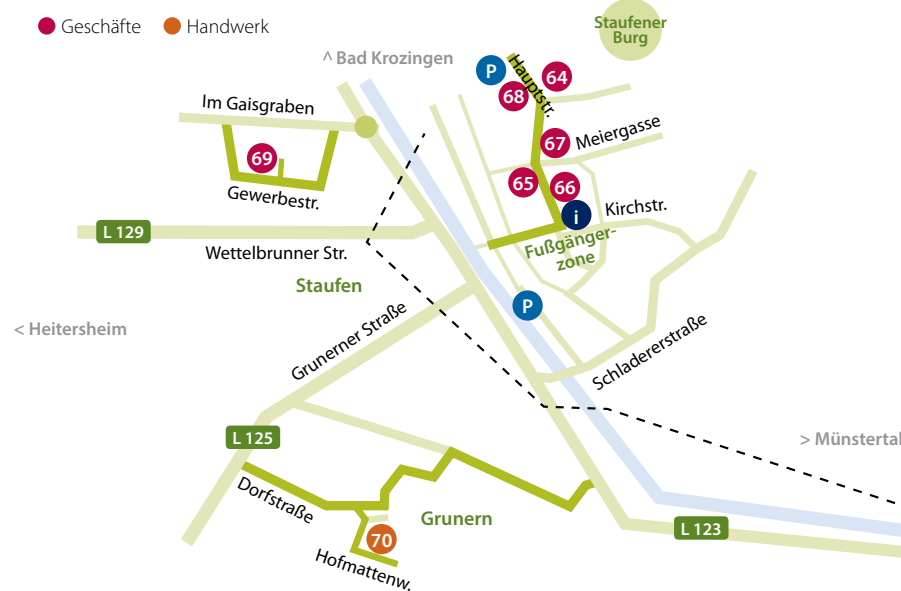 Geschäfte
Handwerk
Staufener
Burg
^ Bad Krozingen
P
Hauptstr.
64
68
Im Gaisgraben
67
Meiergasse
69
65
66
Gewerbestr.
i
Kirchstr.
L 129
Wettelbrunner Str.
Fußgänger-
zone
Staufen
P
< Heitersheim
Grunerner Straße
Schladererstraße
L 125
> Münstertal
Dorfstraße
Grunern
L 123
70
Hofmattenw.